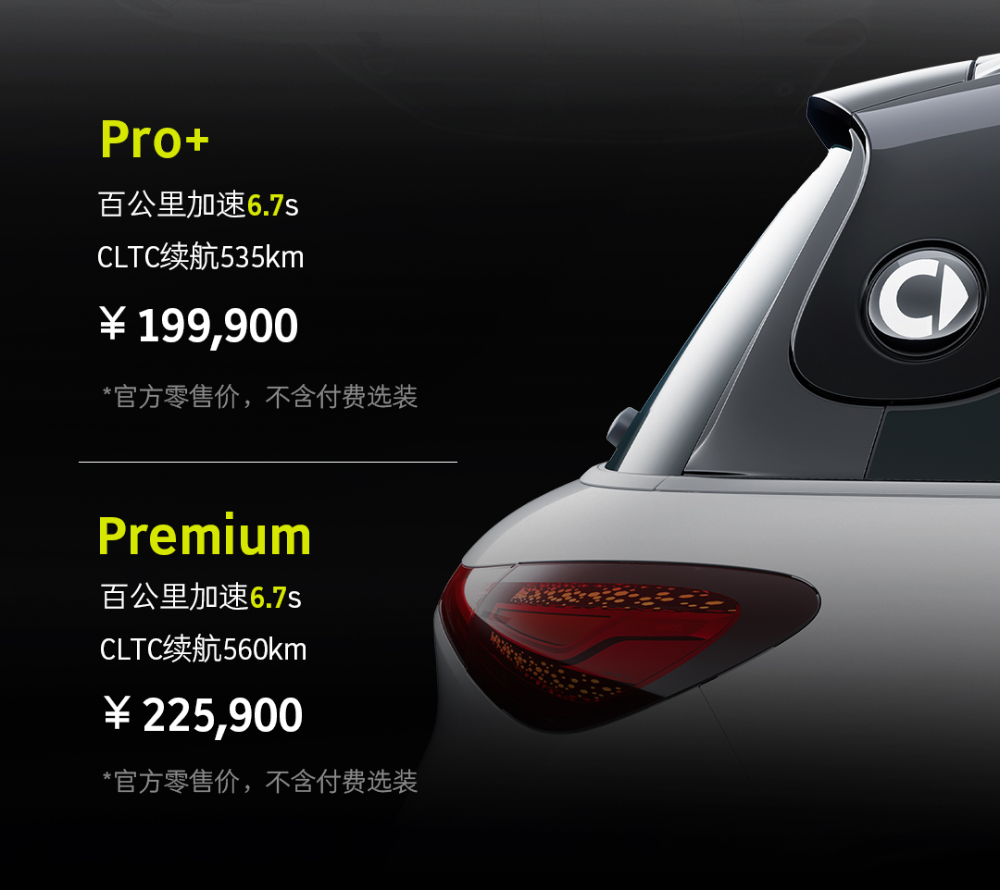 Pro+
百公里加速6.7s
CLTC续航535km
￥199,900
*官方零售价，不含付费选装
Premium
百公里加速6.7s
CLTC续航560km
￥225,900
*官方零售价，不含付费选装